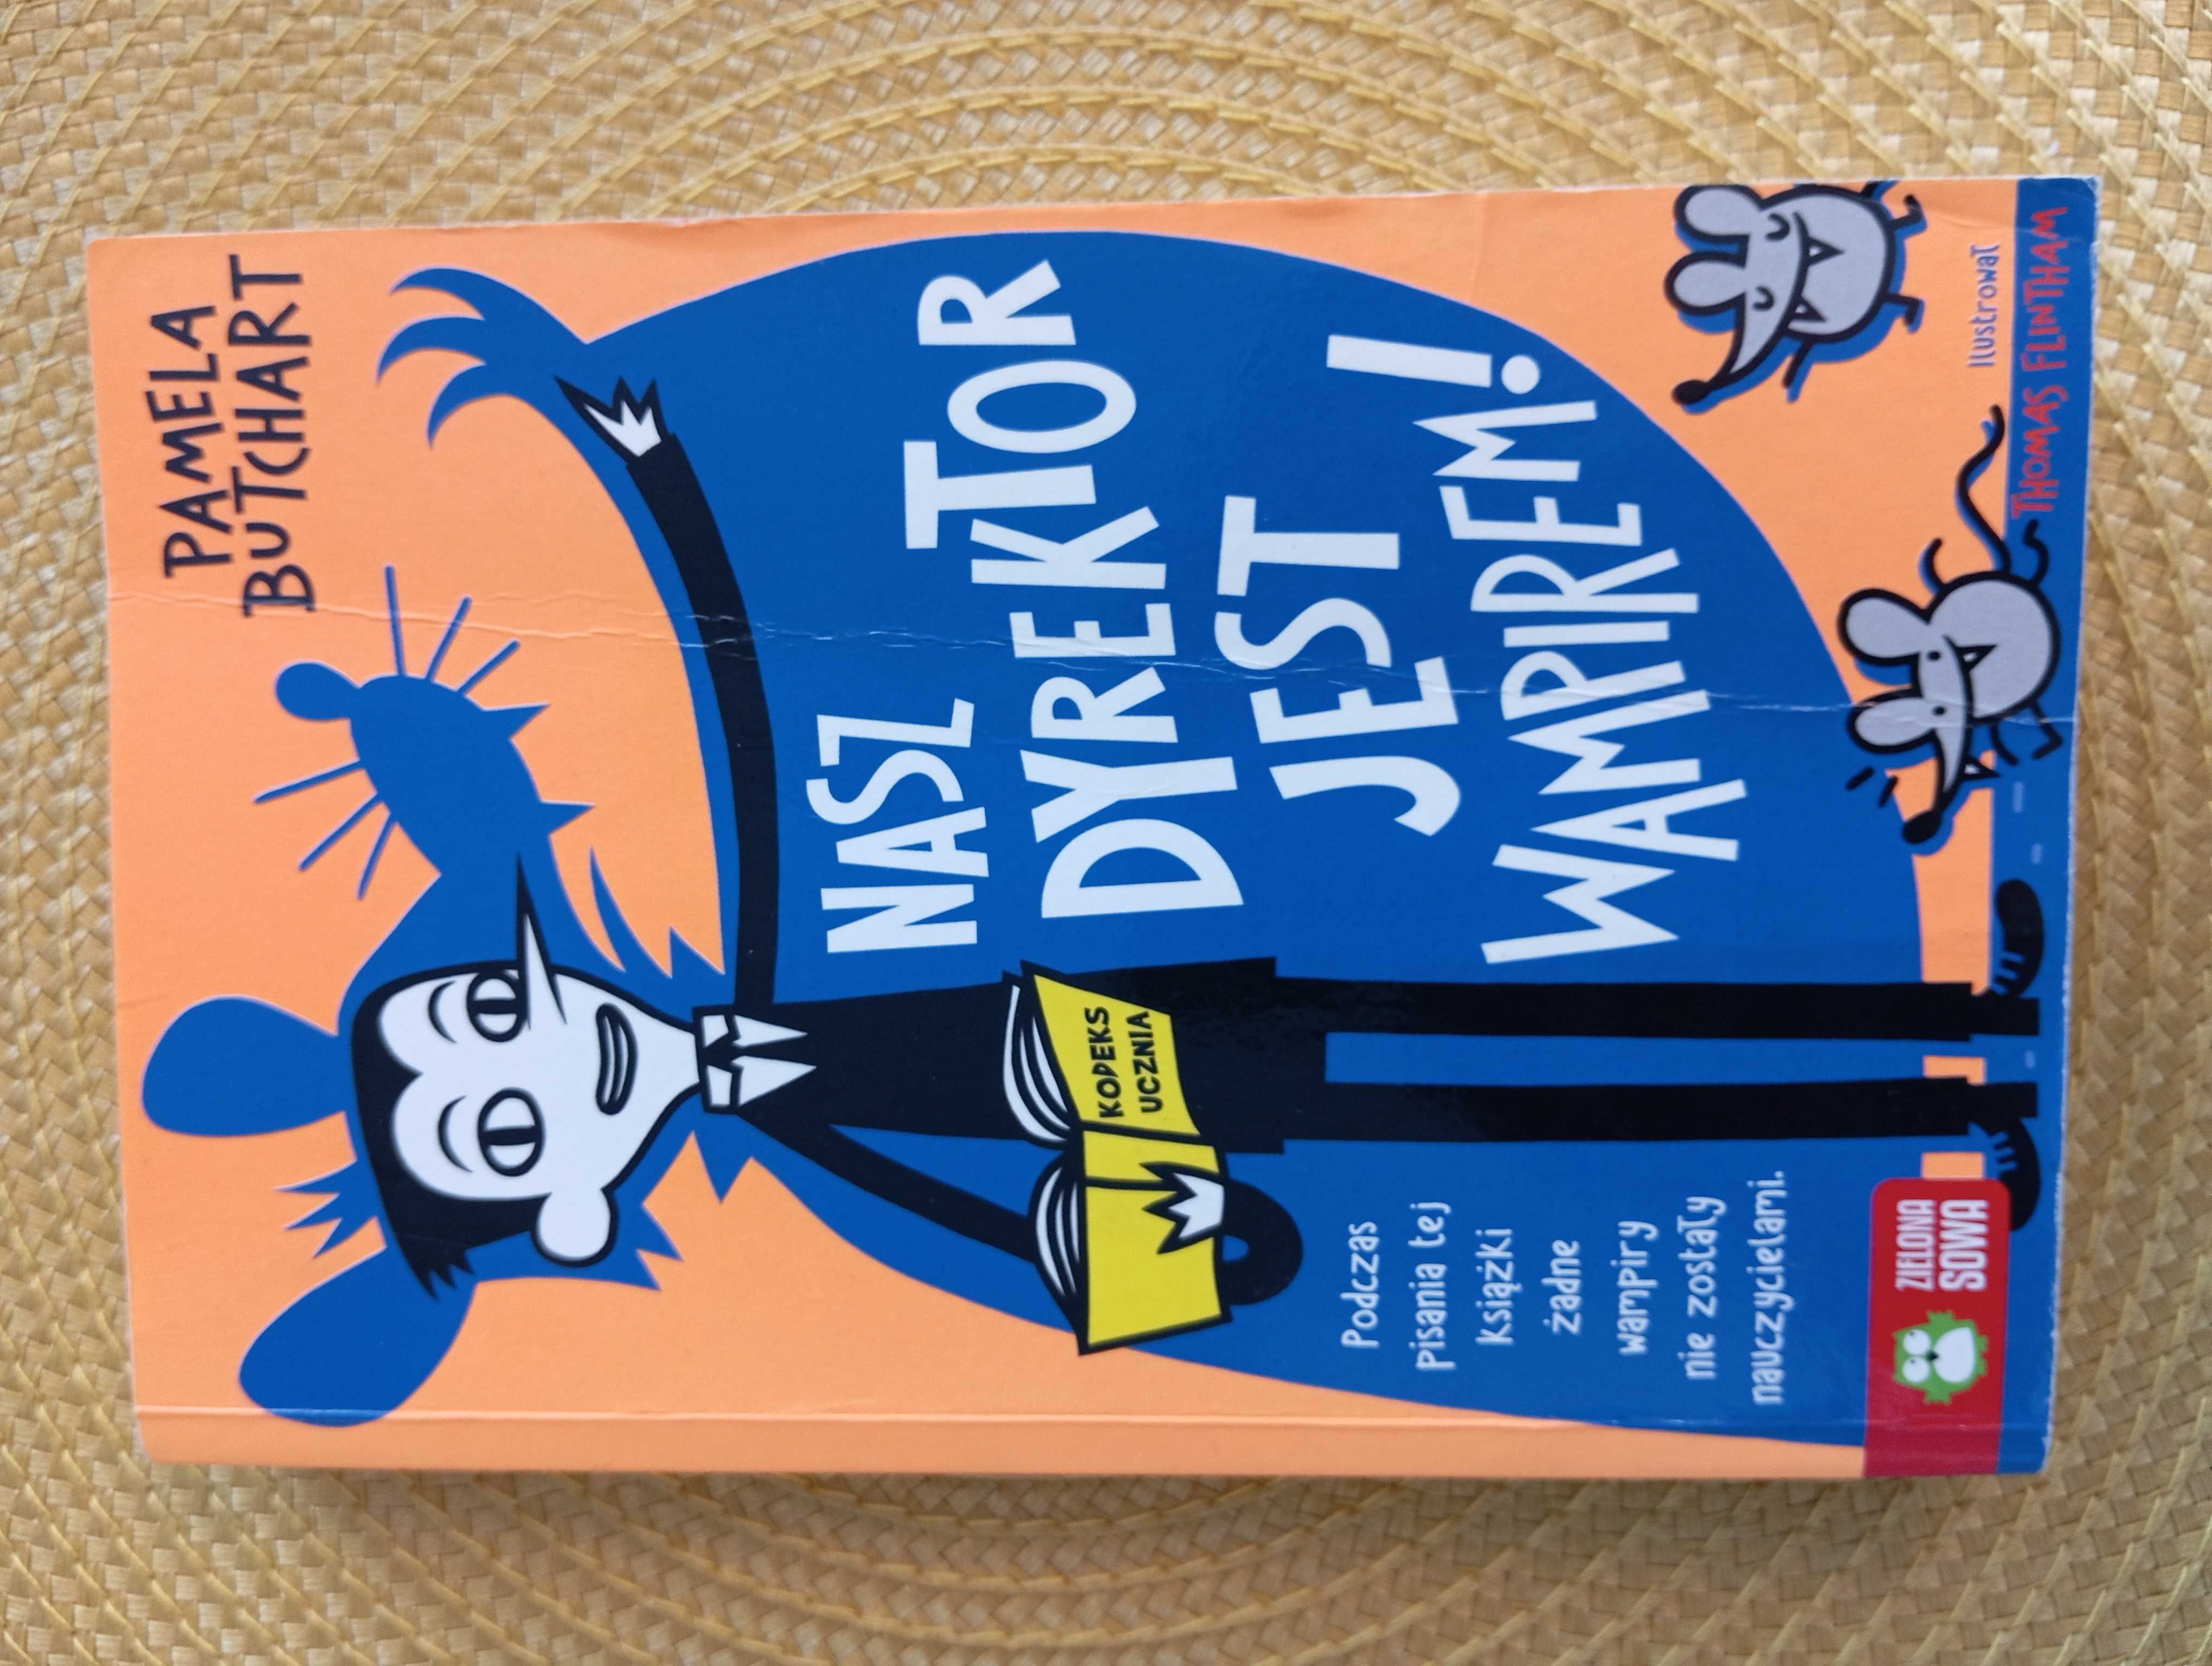 PAMELA
BUTCHART
NASZ
DYREKTOR
JEST
WAMPIREM!
KODEKS
UCZNIA
Podczas
pisania tej
książki
żadne
wampiry
nie zostały
nauczycielami.
ZIELONA
SOWA
Ilustrował
THOMAS FLINTHAM